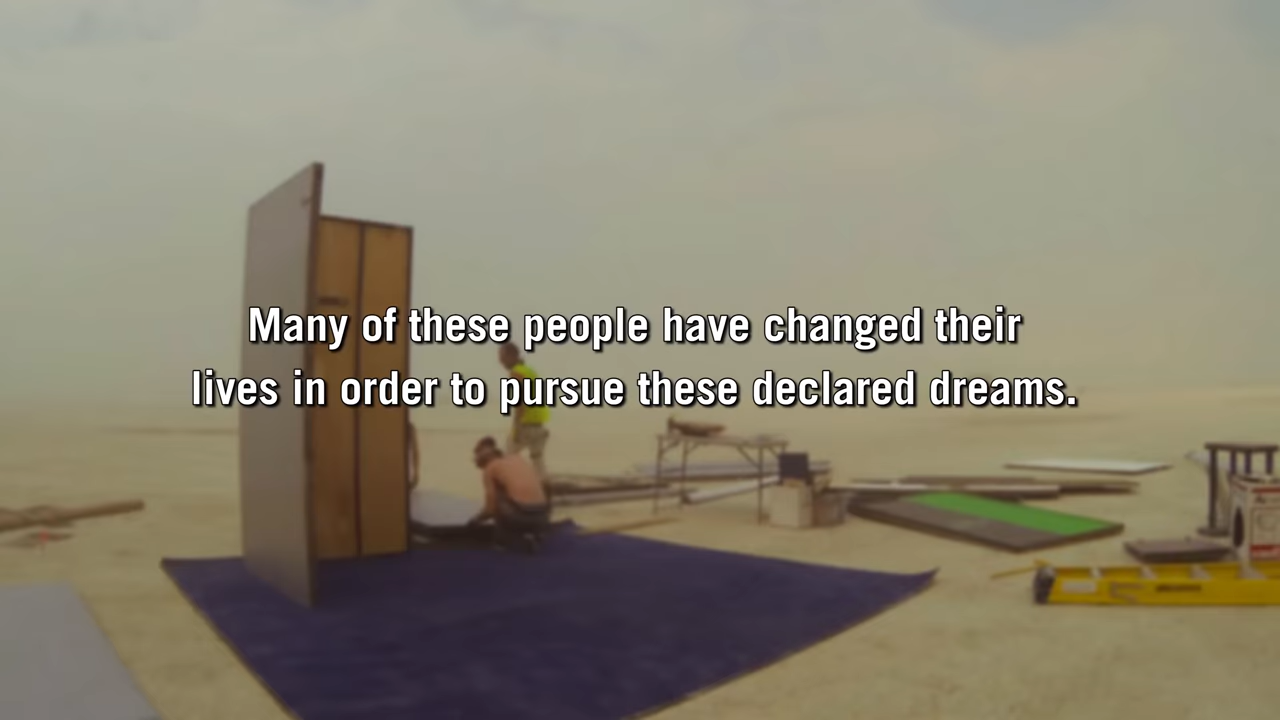 Many of these people have changed their
lives in order to pursue these declared dreams.